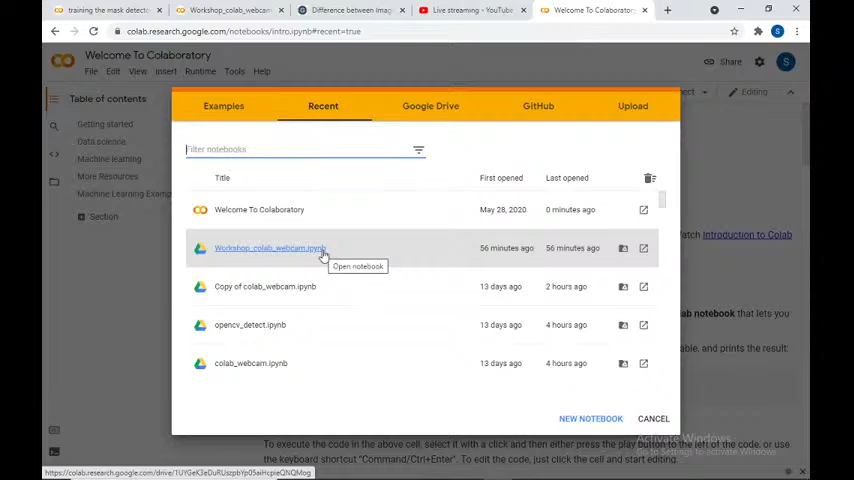 training the mask detecto
Workshop_colab_webcam
Difference between Imag
Live streaming - YouTube
Welcome To Colaboratory
colab.research.google.com/notebooks/intro.ipynb#recent=true
S
Welcome To Colaboratory
Share
S
File Edit View Insert Runtime Tools Help
Table of contents
Editing
Getting started
Data science
Machine learning
More Resources
Machine Learning Examp
Section
Examples
Recent
Google Drive
GitHub
Upload
Filter notebooks
Title First opened Last opened
Welcome To Colaboratory May 28, 2020 0 minutes ago
Workshop_colab_webcam.ipynb 56 minutes ago 56 minutes ago
Open notebook
Copy of colab_webcam.ipynb 13 days ago 2 hours ago
opencv_detect.ipynb 13 days ago 4 hours ago
colab_webcam.ipynb 13 days ago 4 hours ago
NEW NOTEBOOK CANCEL
atch Introduction to Colab
lab notebook that lets you
able, and prints the result:
Activate Windows
Go to Settings to activate Windows.
To execute the code in the above cell, select it with a click and then either press the play button to the left of the code, or use
the keyboard shortcut "Command/Ctrl+Enter". To edit the code, just click the cell and start editing.